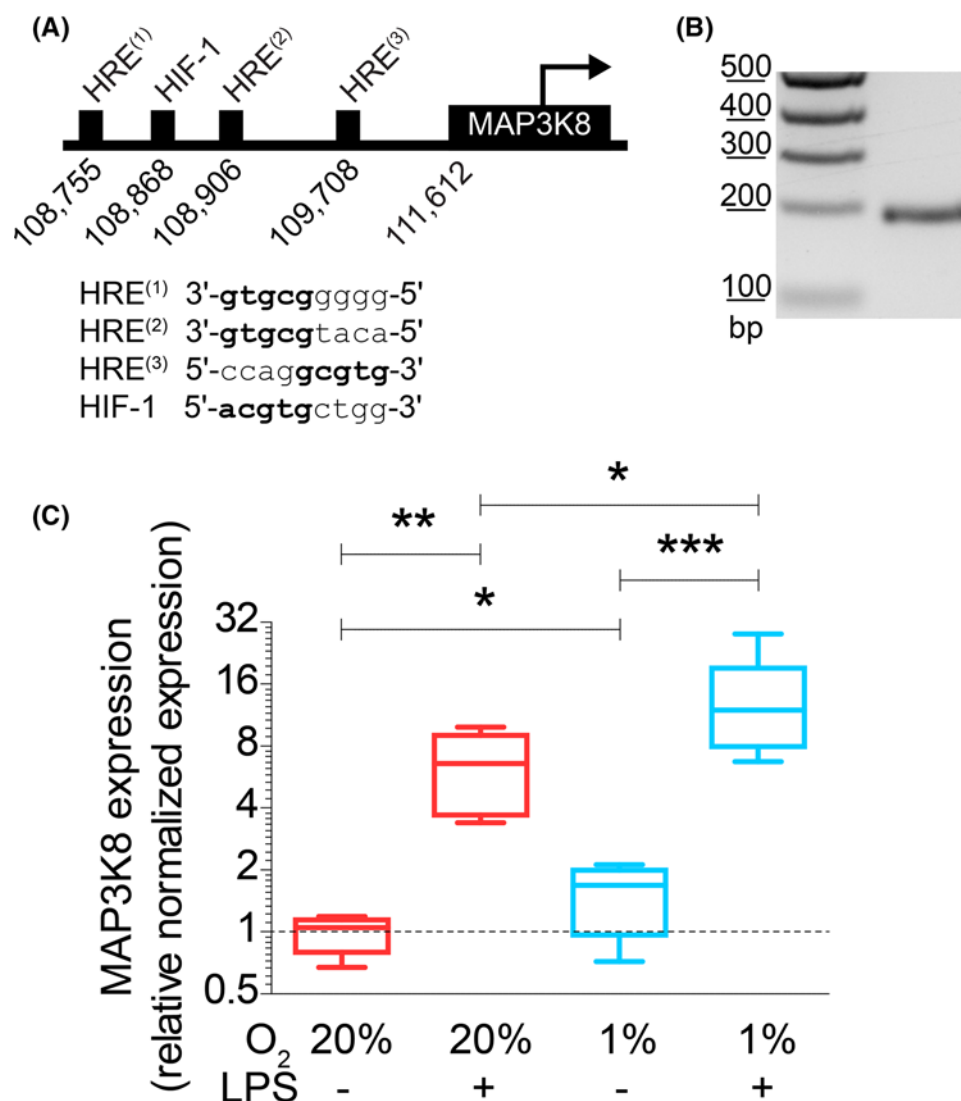 (A)
HRE(1) HIF-1 HRE(2) HRE(3)
MAP3K8
108,755 108,868 108,906 109,708 111,612
HRE(1) 3'-gtgcggggg-5'
HRE(2) 3'-gtgcgtaca-5'
HRE(3) 5'-ccaggcgtg-3'
HIF-1 5'-acgtgctgg-3'
(B)
500
400
300
200
100
bp
(C)
*
**
***
*
MAP3K8 expression
(relative normalized expression)
32
16
8
4
2
1
0.5
O2 20% 20% 1% 1%
LPS - + - +